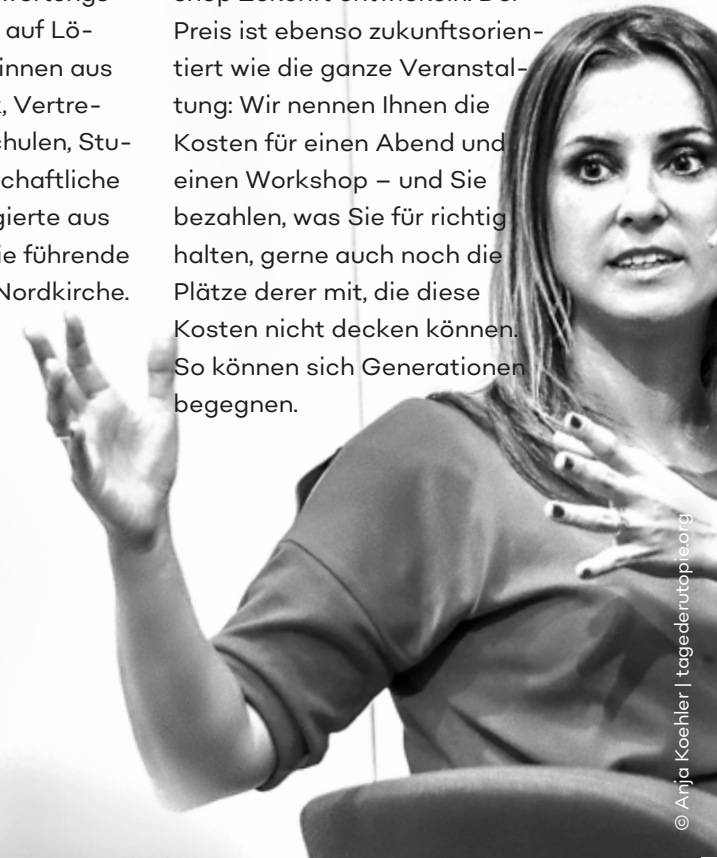 auf Lö-
innen aus
, Vertre-
hulen, Stu-
chaftliche
gierte aus
ie führende
Nordkirche.
Preis ist ebenso zukunftsorien-
tiert wie die ganze Veranstal-
tung: Wir nennen Ihnen die
Kosten für einen Abend und
einen Workshop – und Sie
bezahlen, was Sie für richtig
halten, gerne auch noch die
Plätze derer mit, die diese
Kosten nicht decken können.
So können sich Generationen
begegnen.
© Anja Koehler | tagederutopie.org